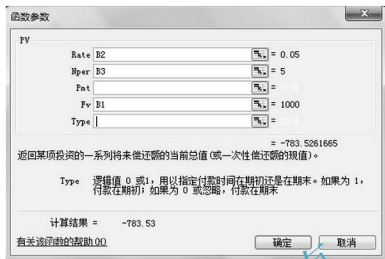 函数参数
PV
Rate B2 = 0.05
Nper B3 = 5
Pmt = 数值
Fv B1 = 1000
Type = 数值
= -783.5261665
返回某项投资的一系列将来偿还额的当前总值(或一次性偿还额的现值)。
Type 逻辑值 0 或1，用以指定付款时间在期初还是在期末。如果为 1，
付款在期初；如果为 0 或忽略，付款在期末
计算结果 = -783.53
有关该函数的帮助(H)
确定
取消